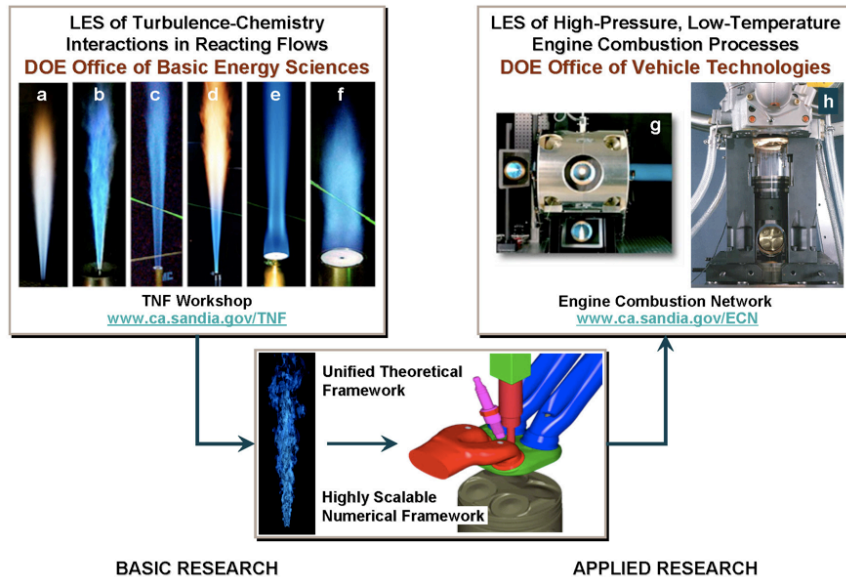 LES of Turbulence-Chemistry
Interactions in Reacting Flows
DOE Office of Basic Energy Sciences
a b c d e f
TNF Workshop
www.ca.sandia.gov/TNF
LES of High-Pressure, Low-Temperature
Engine Combustion Processes
DOE Office of Vehicle Technologies
g h
Engine Combustion Network
www.ca.sandia.gov/ECN
Unified Theoretical
Framework
Highly Scalable
Numerical Framework
BASIC RESEARCH
APPLIED RESEARCH